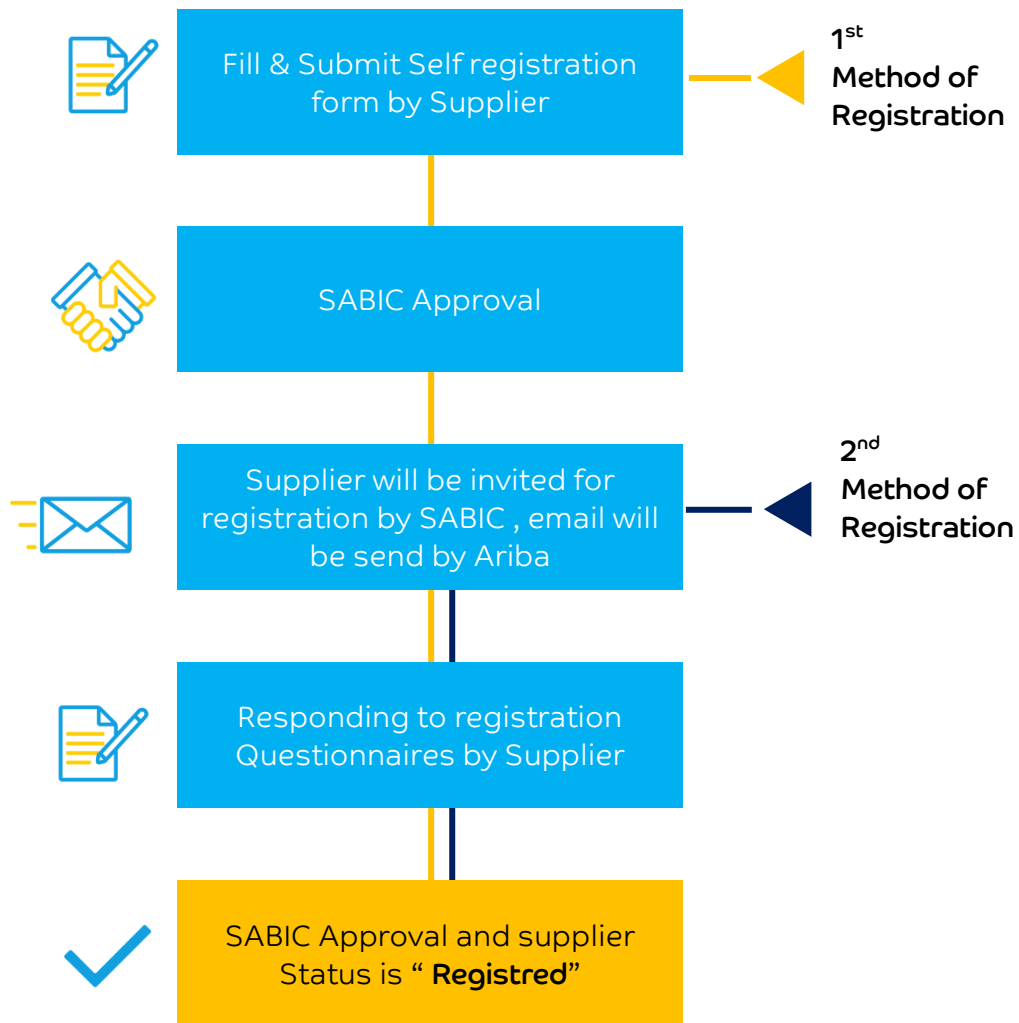 Fill & Submit Self registration
form by Supplier
1st
Method of
Registration
SABIC Approval
Supplier will be invited for
registration by SABIC , email will
be send by Ariba
2nd
Method of
Registration
Responding to registration
Questionnaires by Supplier
SABIC Approval and supplier
Status is “ Registred”